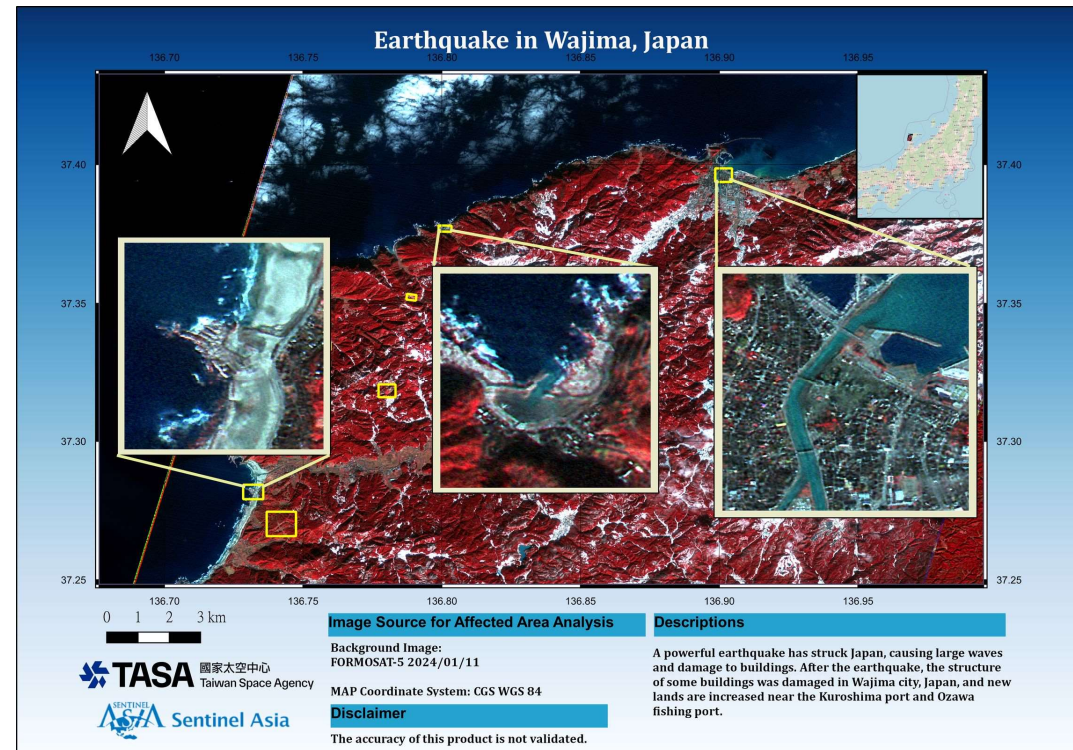 Earthquake in Wajima, Japan
136.70 136.75 136.80 136.85 136.90 136.95
37.40 37.40
37.35 37.35
37.30 37.30
37.25 37.25
136.70 136.75 136.80 136.85 136.90 136.95
0 1 2 3 km
TASA 國家太空中心
Taiwan Space Agency
SENTINEL
ASIA Sentinel Asia
Image Source for Affected Area Analysis
Background Image:
FORMOSAT-5 2024/01/11
MAP Coordinate System: CGS WGS 84
Disclaimer
The accuracy of this product is not validated.
Descriptions
A powerful earthquake has struck Japan, causing large waves
and damage to buildings. After the earthquake, the structure
of some buildings was damaged in Wajima city, Japan, and new
lands are increased near the Kuroshima port and Ozawa
fishing port.